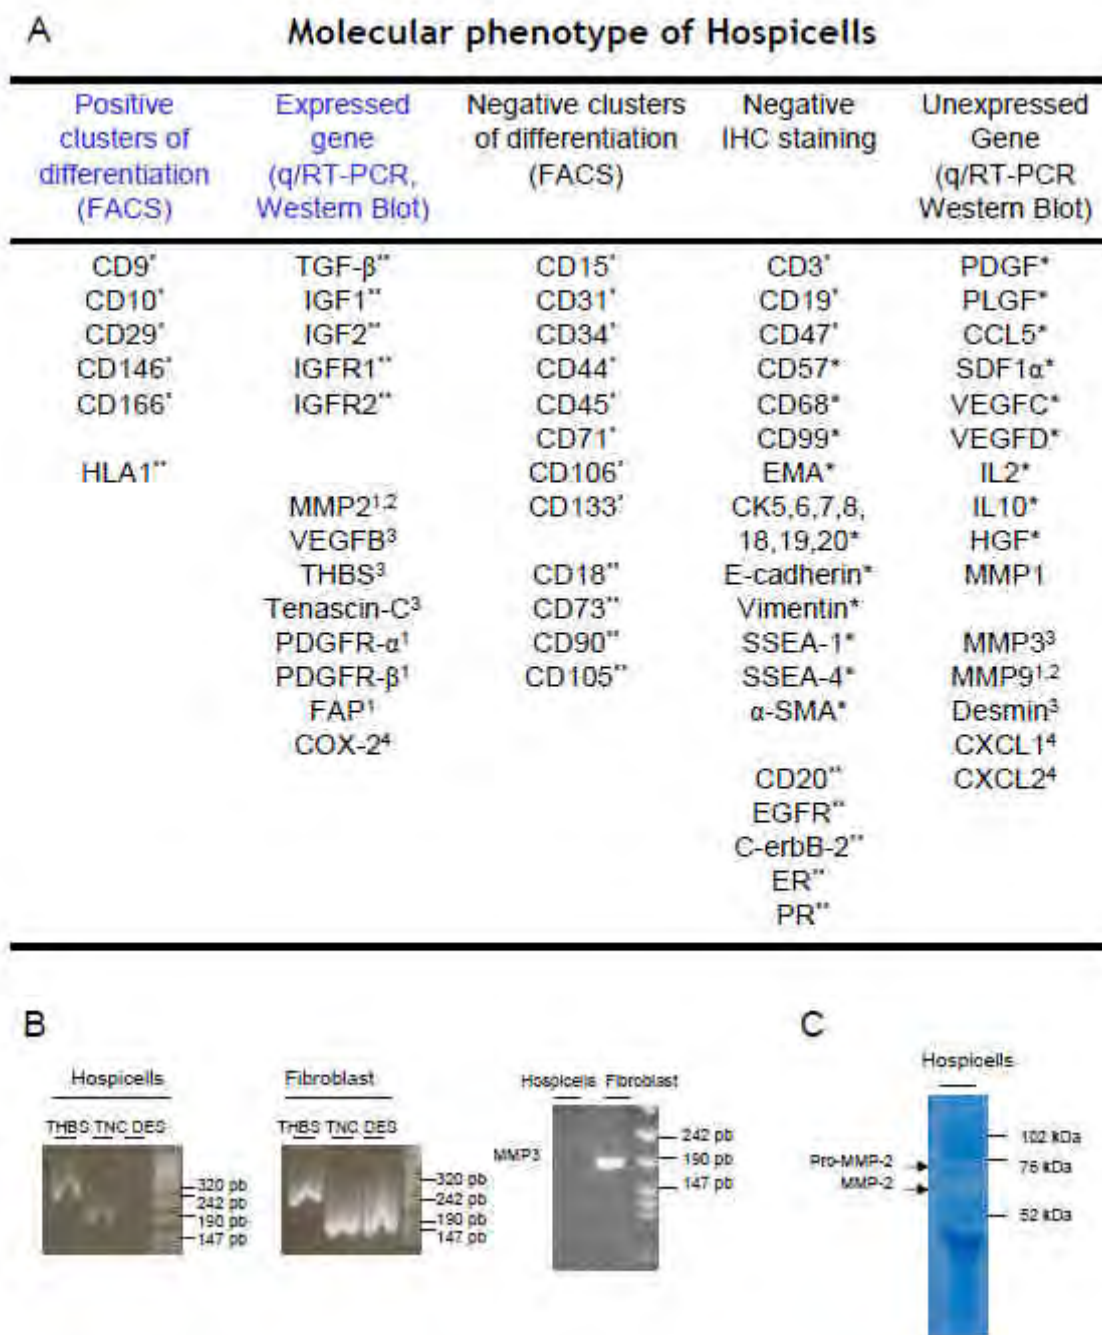 A
Molecular phenotype of Hospicells
Positive Expressed Negative clusters Negative Unexpressed
clusters of gene of differentiation IHC staining Gene
differentiation (q/RT-PCR, (FACS) (q/RT-PCR
(FACS) Western Blot) Western Blot)
CD9* TGF-β** CD15* CD3* PDGF*
CD10* IGF1** CD31* CD19* PLGF*
CD29* IGF2** CD34* CD47* CCL5*
CD146* IGFR1** CD44* CD57* SDF1α*
CD166* IGFR2** CD45* CD68* VEGFC*
CD71* CD99* VEGFD*
HLA1** CD106* EMA* IL2*
MMP2¹,² CD133* CK5,6,7,8, IL10*
VEGFB³ 18,19,20* HGF*
THBS³ CD18** E-cadherin* MMP1
Tenascin-C³ CD73** Vimentin*
PDGFR-α¹ CD90** SSEA-1* MMP3³
PDGFR-β¹ CD105** SSEA-4* MMP9¹,²
FAP¹ α-SMA* Desmin³
COX-2⁴ CXCL1⁴
CD20** CXCL2⁴
EGFR**
C-erbB-2**
ER**
PR**
B
Hospicells
THBS TNC DES
320 pb
242 pb
190 pb
147 pb
Fibroblast
THBS TNC DES
320 pb
242 pb
190 pb
147 pb
Hospicells Fibroblast
MMP3
242 pb
190 pb
147 pb
C
Hospicells
Pro-MMP-2
MMP-2
102 kDa
76 kDa
52 kDa